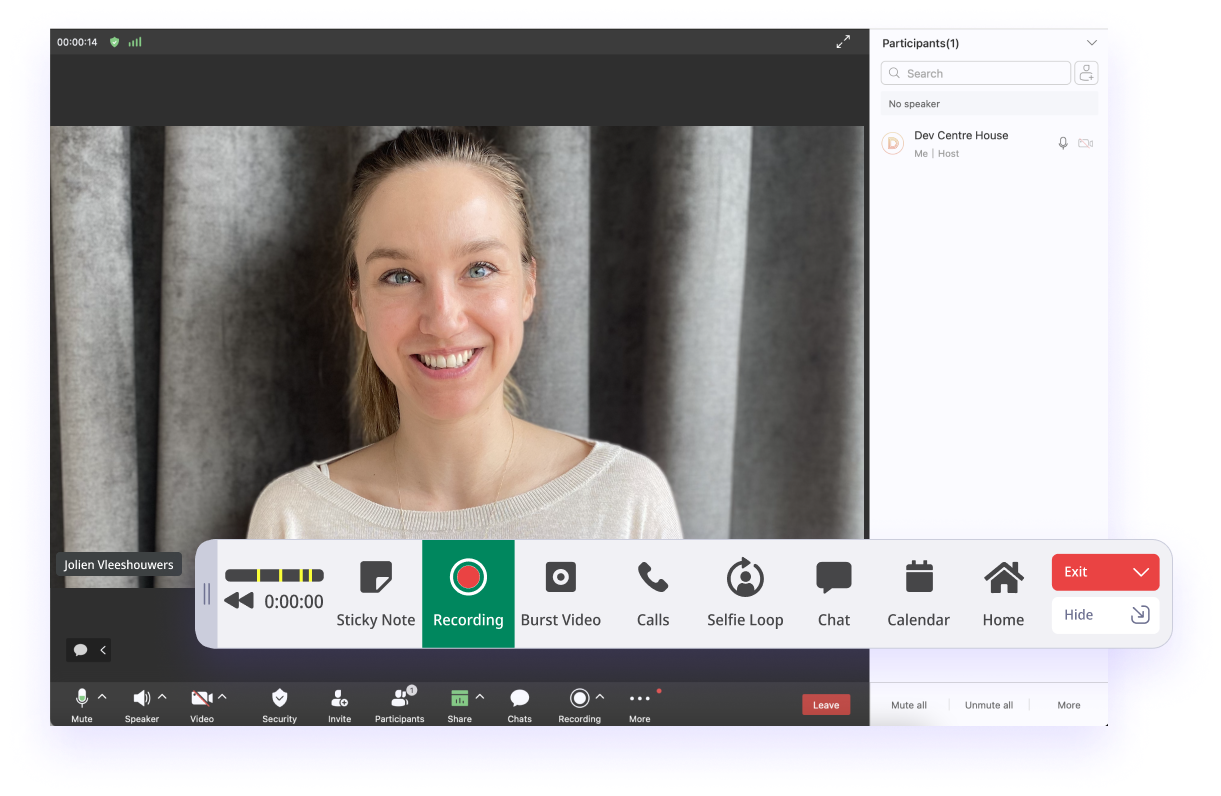 00:00:14
Participants(1)
Search
No speaker
D
Dev Centre House
Me | Host
Jolien Vleeshouwers
0:00:00
Sticky Note
Recording
Burst Video
Calls
Selfie Loop
Chat
Calendar
Home
Exit
Hide
1
Mute
Speaker
Video
Security
Invite
Participants
Share
Chats
Recording
More
Leave
Mute all
Unmute all
More